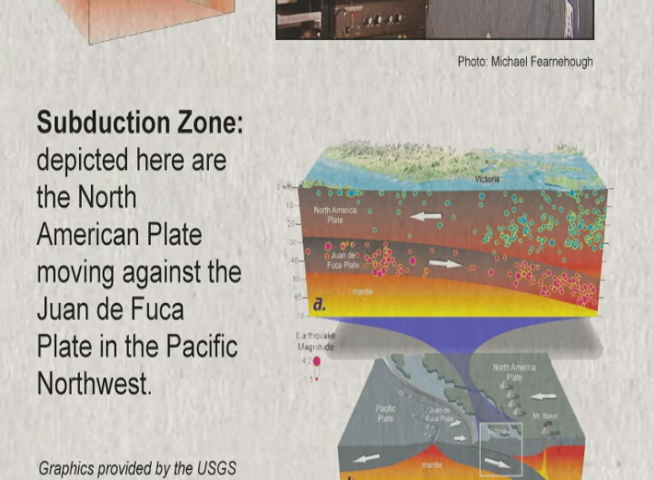 Photo: Michael Fearnehough
Subduction Zone:
depicted here are
the North
American Plate
moving against the
Juan de Fuca
Plate in the Pacific
Northwest.
Graphics provided by the USGS
Victoria
North America
Plate
Juan de
Fuca Plate
mantle
a.
Earthquake
Magnitude
North America
Plate
Pacific
Plate
Juan de
Fuca Plate
Mt. Baker
mantle